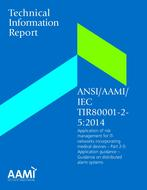 Technical
Information
Report
ANSI/AAMI/
IEC
TIR80001-2-
5:2014
Application of risk
management for IT-
networks incorporating
medical devices – Part 2-5:
Application guidance –
Guidance on distributed
alarm systems
AAMI